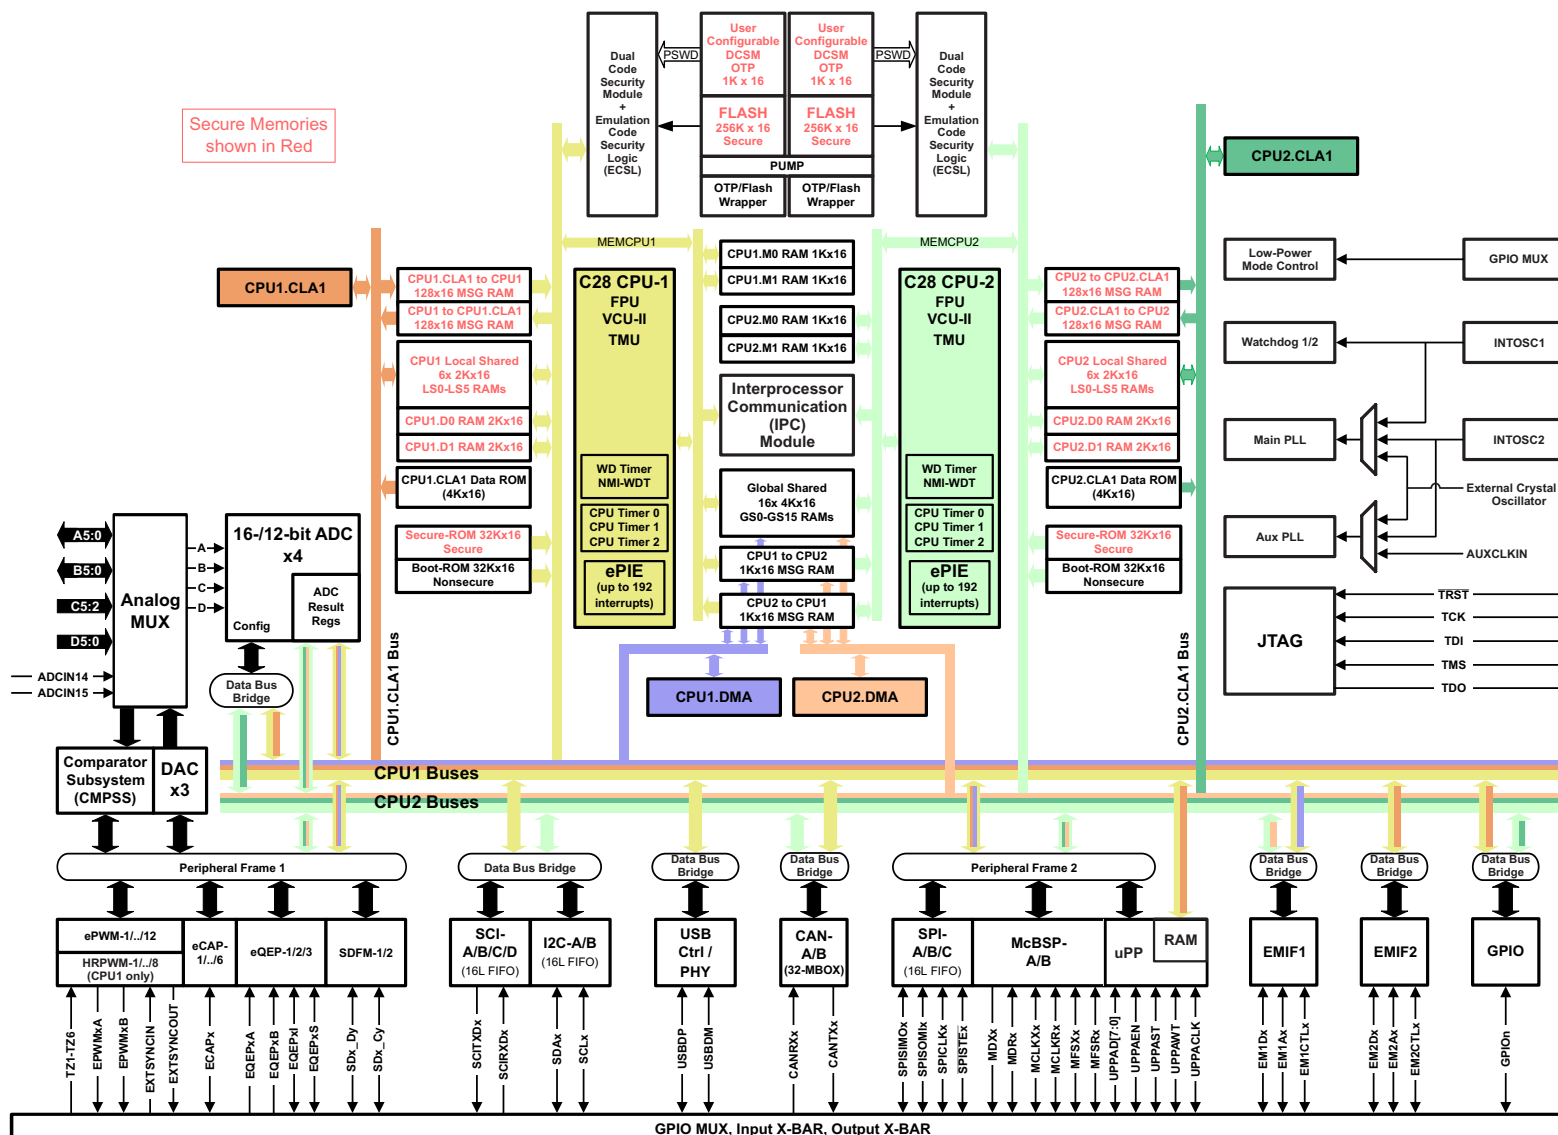 Secure Memories
shown in Red
Dual
Code
Security
Module
+
Emulation
Code
Security
Logic
(ECSL)
PSWD
User
Configurable
DCSM
OTP
1K x 16
User
Configurable
DCSM
OTP
1K x 16
PSWD
FLASH
256K x 16
Secure
FLASH
256K x 16
Secure
PUMP
OTP/Flash
Wrapper
OTP/Flash
Wrapper
Dual
Code
Security
Module
+
Emulation
Code
Security
Logic
(ECSL)
CPU2.CLA1
MEMCPU1
MEMCPU2
CPU1.CLA1
CPU1.CLA1 to CPU1
128x16 MSG RAM
CPU1 to CPU1.CLA1
128x16 MSG RAM
CPU1 Local Shared
6x 2Kx16
LS0-LS5 RAMs
CPU1.D0 RAM 2Kx16
CPU1.D1 RAM 2Kx16
CPU1.CLA1 Data ROM
(4Kx16)
Secure-ROM 32Kx16
Secure
Boot-ROM 32Kx16
Nonsecure
C28 CPU-1
FPU
VCU-II
TMU
WD Timer
NMI-WDT
CPU Timer 0
CPU Timer 1
CPU Timer 2
ePIE
(up to 192
interrupts)
CPU1.M0 RAM 1Kx16
CPU1.M1 RAM 1Kx16
CPU2.M0 RAM 1Kx16
CPU2.M1 RAM 1Kx16
Interprocessor
Communication
(IPC)
Module
Global Shared
16x 4Kx16
GS0-GS15 RAMs
CPU1 to CPU2
1Kx16 MSG RAM
CPU2 to CPU1
1Kx16 MSG RAM
C28 CPU-2
FPU
VCU-II
TMU
WD Timer
NMI-WDT
CPU Timer 0
CPU Timer 1
CPU Timer 2
ePIE
(up to 192
interrupts)
CPU2 to CPU2.CLA1
128x16 MSG RAM
CPU2.CLA1 to CPU2
128x16 MSG RAM
CPU2 Local Shared
6x 2Kx16
LS0-LS5 RAMs
CPU2.D0 RAM 2Kx16
CPU2.D1 RAM 2Kx16
CPU2.CLA1 Data ROM
(4Kx16)
Secure-ROM 32Kx16
Secure
Boot-ROM 32Kx16
Nonsecure
Low-Power
Mode Control
GPIO MUX
Watchdog 1/2
INTOSC1
Main PLL
INTOSC2
External Crystal
Oscillator
Aux PLL
AUXCLKIN
JTAG
TRST
TCK
TDI
TMS
TDO
A5:0
B5:0
C5:2
D5:0
ADCIN14
ADCIN15
Analog
MUX
A
B
C
D
16-/12-bit ADC
x4
Config
ADC
Result
Regs
Data Bus
Bridge
CPU1.CLA1 Bus
CPU1.DMA
CPU2.DMA
CPU2.CLA1 Bus
Comparator
Subsystem
(CMPSS)
DAC
x3
CPU1 Buses
CPU2 Buses
Peripheral Frame 1
Data Bus Bridge
Data Bus
Bridge
Data Bus
Bridge
Peripheral Frame 2
Data Bus
Bridge
Data Bus
Bridge
Data Bus
Bridge
ePWM-1/../12
HRPWM-1/../8
(CPU1 only)
eCAP-
1/../6
eQEP-1/2/3
SDFM-1/2
SCI-
A/B/C/D
(16L FIFO)
I2C-A/B
(16L FIFO)
USB
Ctrl /
PHY
CAN-
A/B
(32-MBOX)
SPI-
A/B/C
(16L FIFO)
McBSP-
A/B
uPP
RAM
EMIF1
EMIF2
GPIO
TZ1-TZ6
EPWMxA
EPWMxB
EXTSYNCIN
EXTSYNCOUT
ECAPx
EQEPxA
EQEPxB
EQEPxI
EQEPxS
SDx_Dy
SDx_Cy
SCITXDx
SCIRXDx
SDAx
SCLx
USBDP
USBDM
CANRXx
CANTXx
SPISIMOx
SPISOMIx
SPICLKx
SPISTEx
MDXx
MDRx
MCLKXx
MCLKRx
MFSXx
MFSRx
UPPAD[7:0]
UPPAEN
UPPAST
UPPAWT
UPPACLK
EM1Dx
EM1Ax
EM1CTLx
EM2Dx
EM2Ax
EM2CTLx
GPIOn
GPIO MUX, Input X-BAR, Output X-BAR